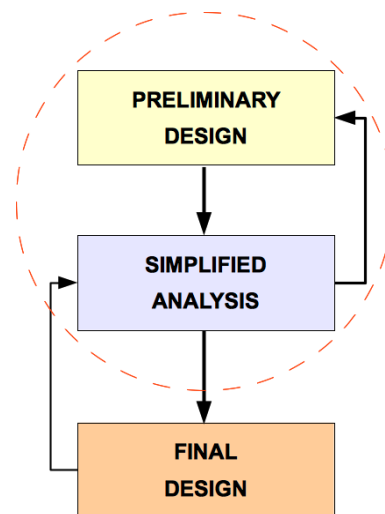 PRELIMINARY
DESIGN
SIMPLIFIED
ANALYSIS
FINAL
DESIGN